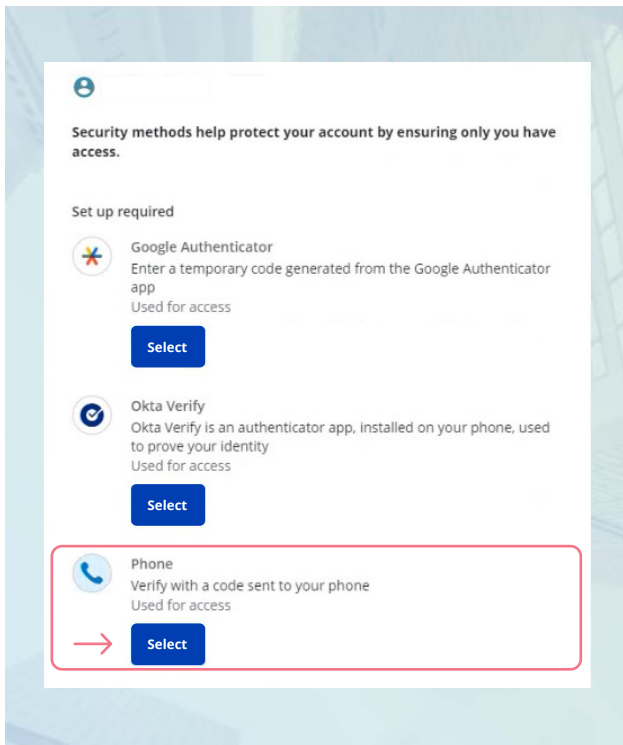 Security methods help protect your account by ensuring only you have
access.
Set up required
Google Authenticator
Enter a temporary code generated from the Google Authenticator
app
Used for access
Select
Okta Verify
Okta Verify is an authenticator app, installed on your phone, used
to prove your identity
Used for access
Select
Phone
Verify with a code sent to your phone
Used for access
Select